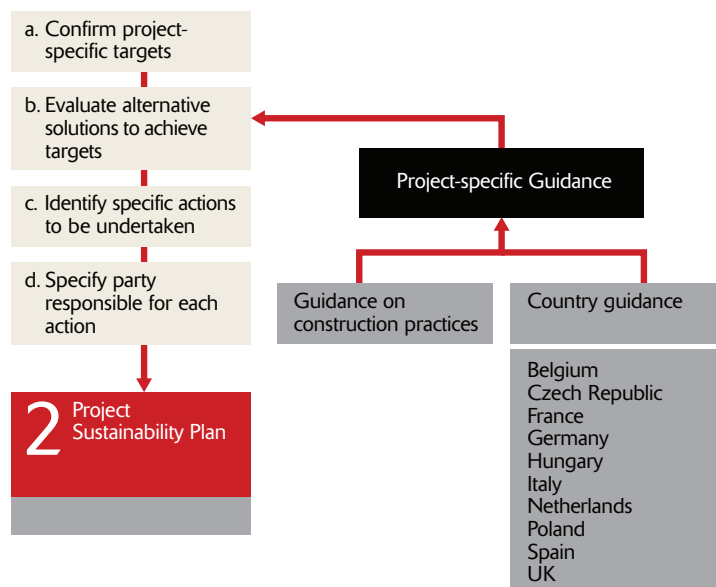 a. Confirm project-
specific targets
b. Evaluate alternative
solutions to achieve
targets
c. Identify specific actions
to be undertaken
d. Specify party
responsible for each
action
2 Project
Sustainability Plan
Project-specific Guidance
Guidance on
construction practices
Country guidance
Belgium
Czech Republic
France
Germany
Hungary
Italy
Netherlands
Poland
Spain
UK